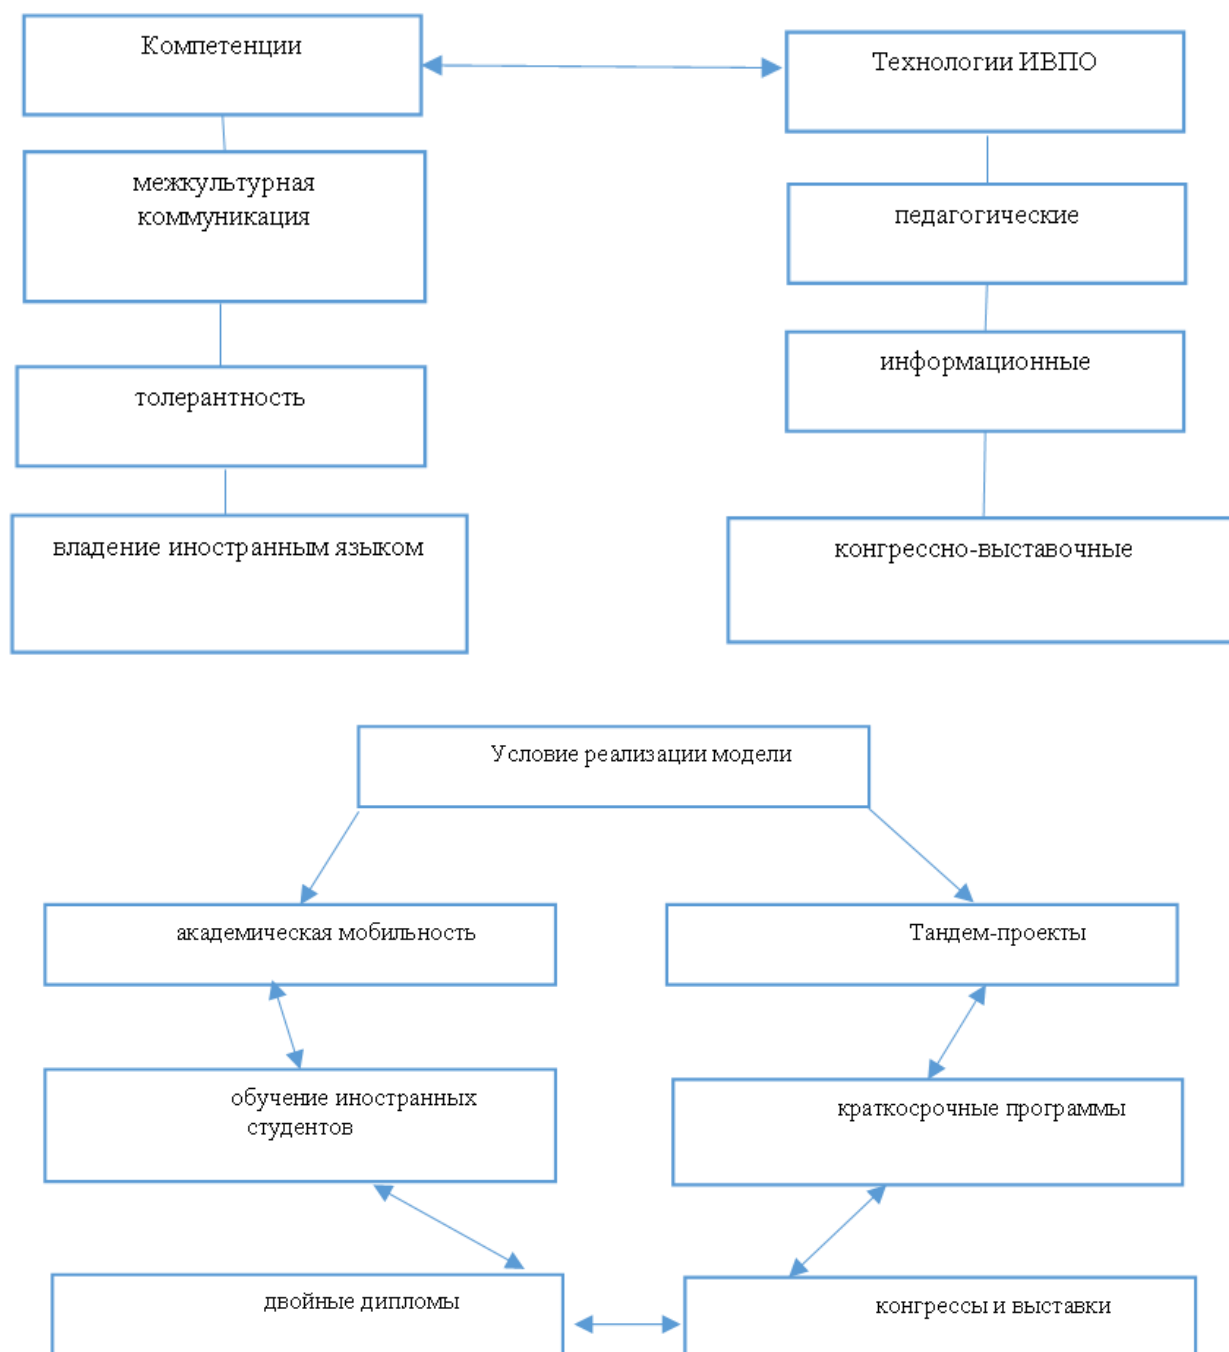 Компетенции
Технологии ИВПО
межкультурная
коммуникация
педагогические
толерантность
информационные
владение иностранным языком
конгрессно-выставочные
Условие реализации модели
академическая мобильность
Тандем-проекты
обучение иностранных
студентов
краткосрочные программы
двойные дипломы
конгрессы и выставки